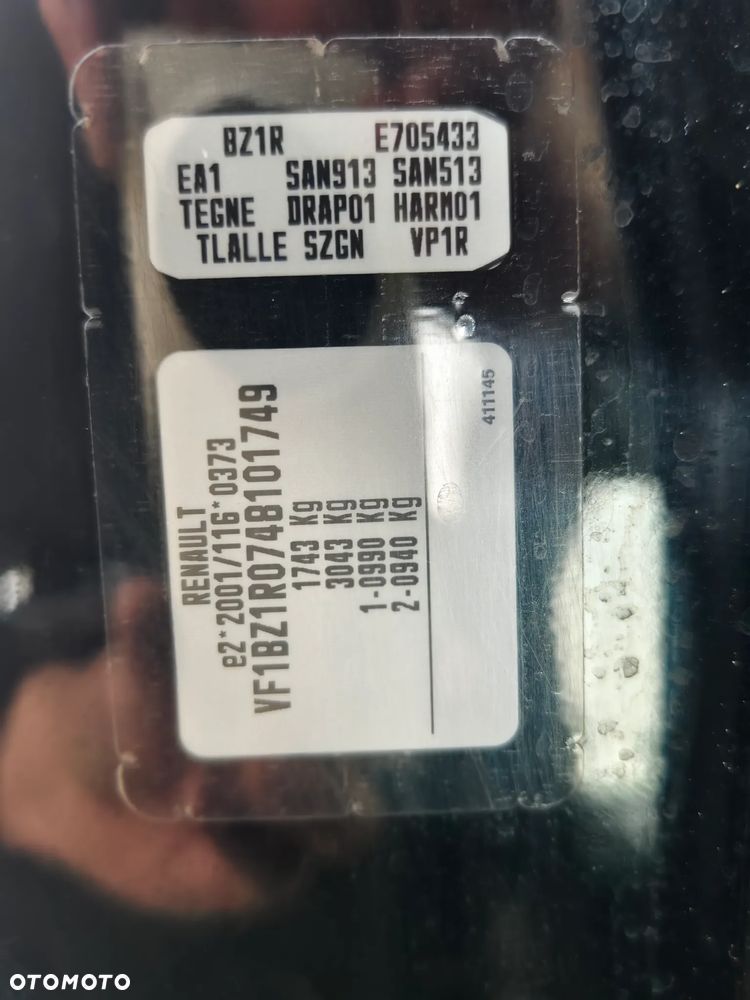 BZ1R E705433
EA1 SAN913 SAN513
TEGNE DRAP01 HARM01
TLALLE SZGN VP1R
RENAULT
e2*2001/116*0373
VF1BZ1R0748101749
1743 Kg
3043 Kg
1-0990 Kg
2-0940 Kg
411145
OTOMOTO